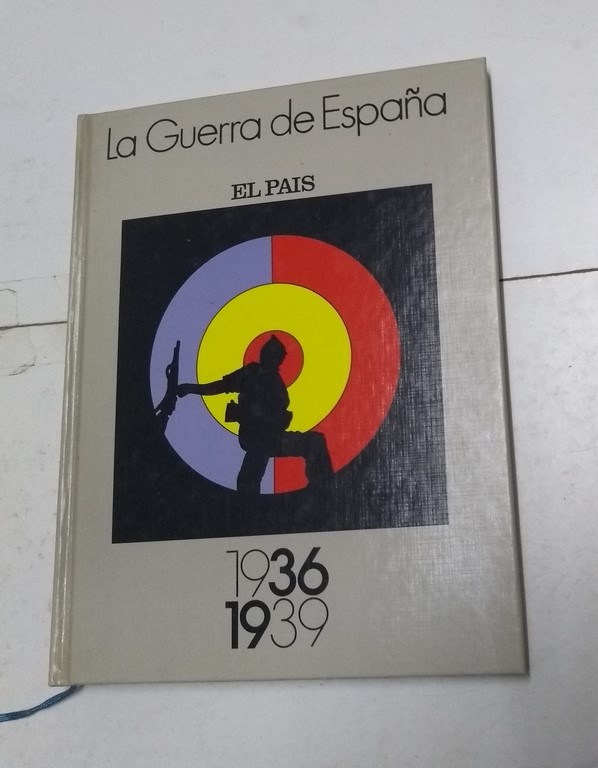 La Guerra de España
EL PAIS
1936
1939